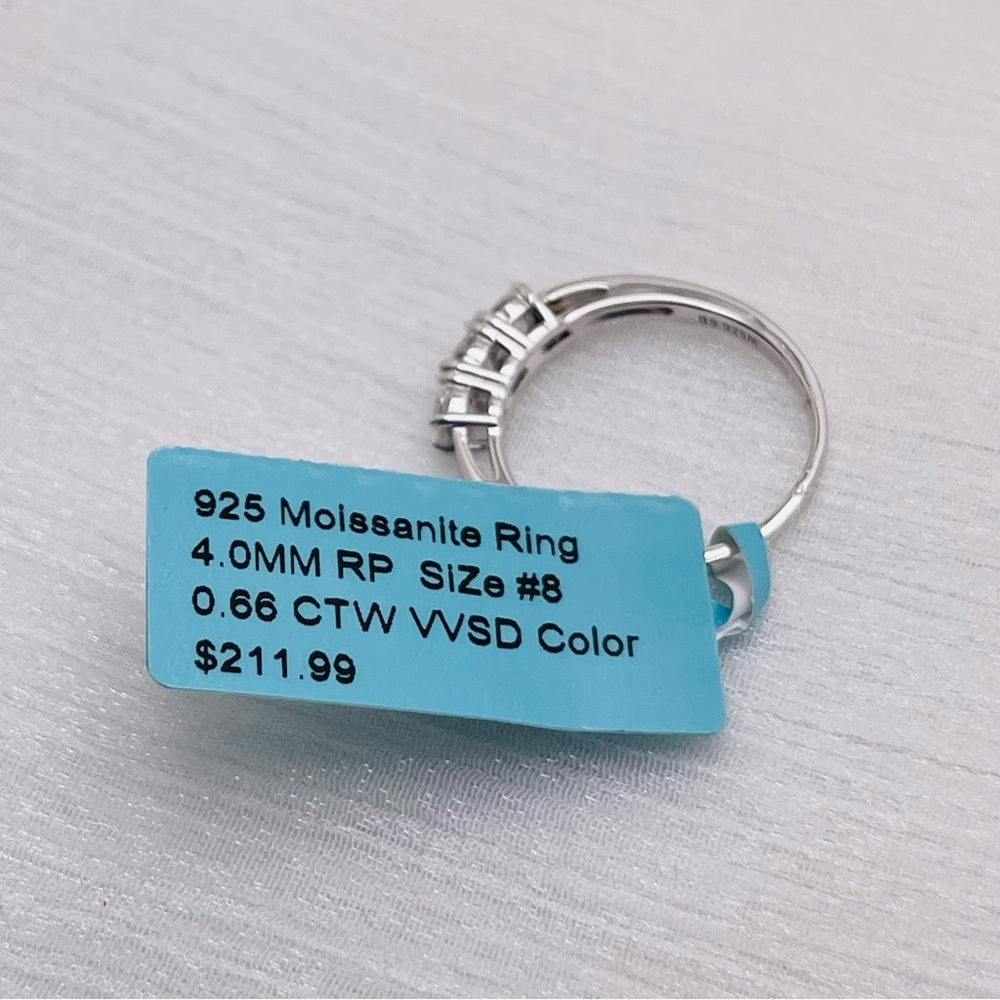 925 Moissanite Ring
4.0MM RP SiZe #8
0.66 CTW VVSD Color
$211.99